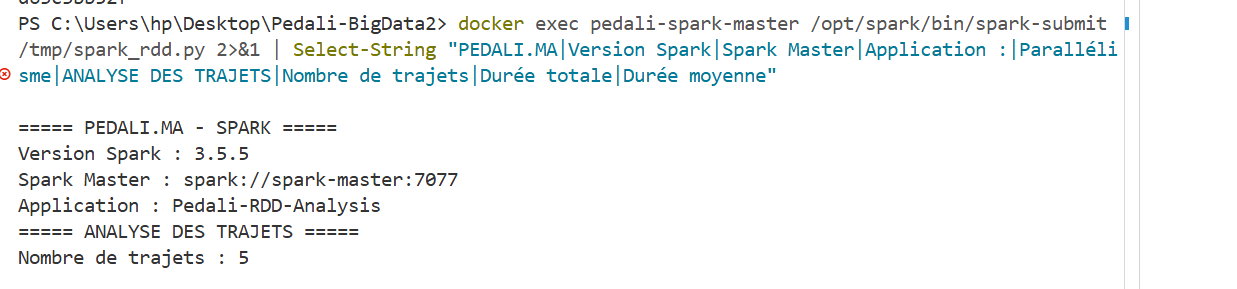 PS C:\Users\hp\Desktop\Pedali-BigData2> docker exec pedali-spark-master /opt/spark/bin/spark-submit
/tmp/spark_rdd.py 2>&1 | Select-String "PEDALI.MA|Version Spark|Spark Master|Application :|Paralléli
sme|ANALYSE DES TRAJETS|Nombre de trajets|Durée totale|Durée moyenne"
===== PEDALI.MA - SPARK =====
Version Spark : 3.5.5
Spark Master : spark://spark-master:7077
Application : Pedali-RDD-Analysis
===== ANALYSE DES TRAJETS =====
Nombre de trajets : 5